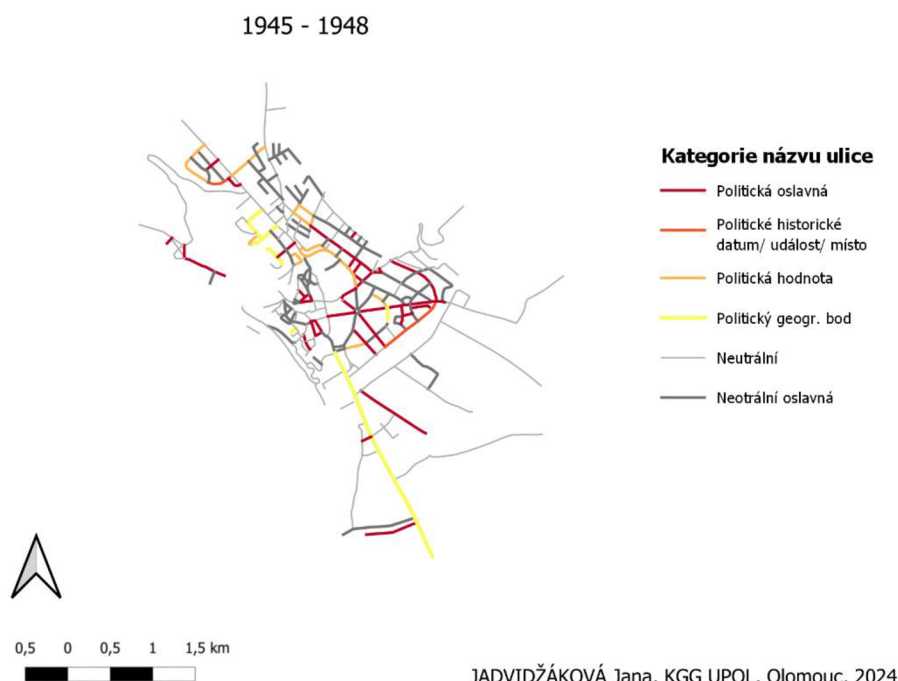 1945 - 1948
Kategorie názvu ulice
Politická oslavná
Politické historické
datum/ událost/ místo
Politická hodnota
Politický geogr. bod
Neutrální
Neotrální oslavná
0,5 0 0,5 1 1,5 km
JADVIDŽÁKOVÁ Jana, KGG UPOL, Olomouc, 2024